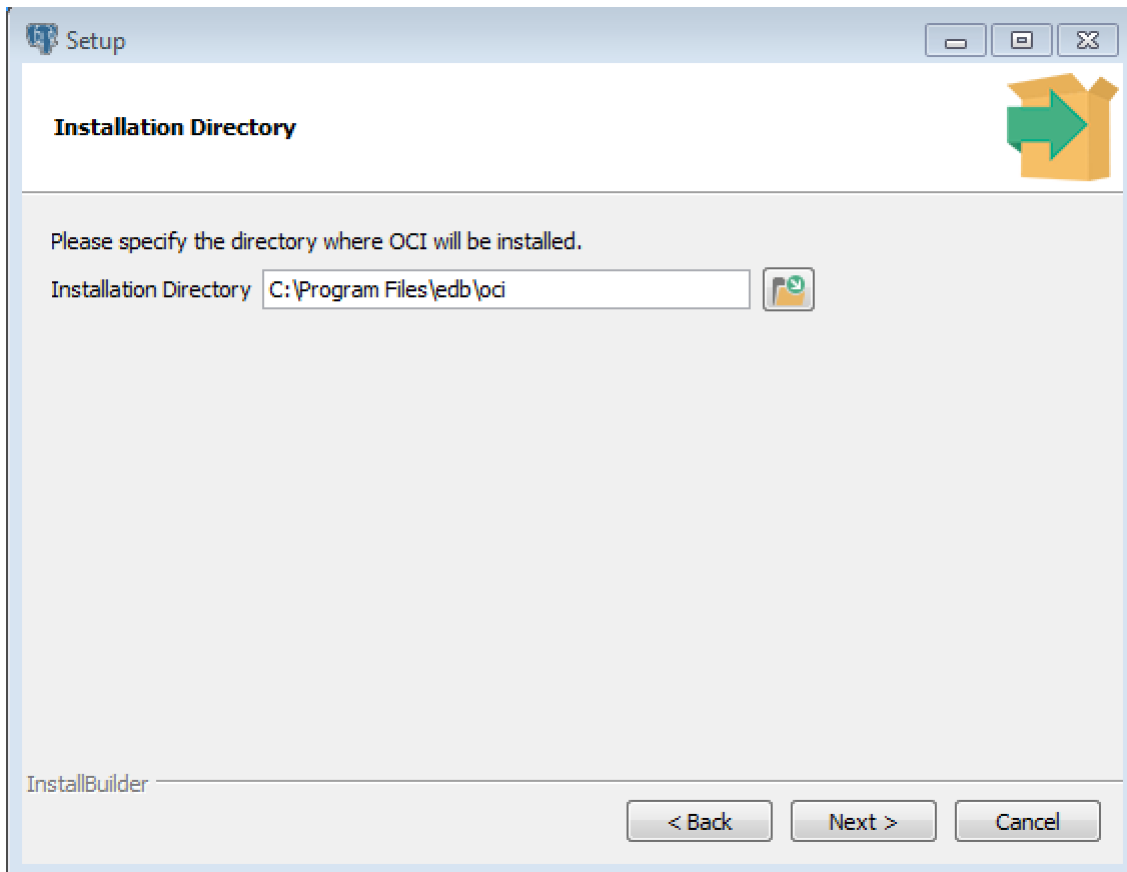 Setup
Installation Directory
Please specify the directory where OCI will be installed.
Installation Directory C:\Program Files\edb\oci
InstallBuilder
< Back Next > Cancel